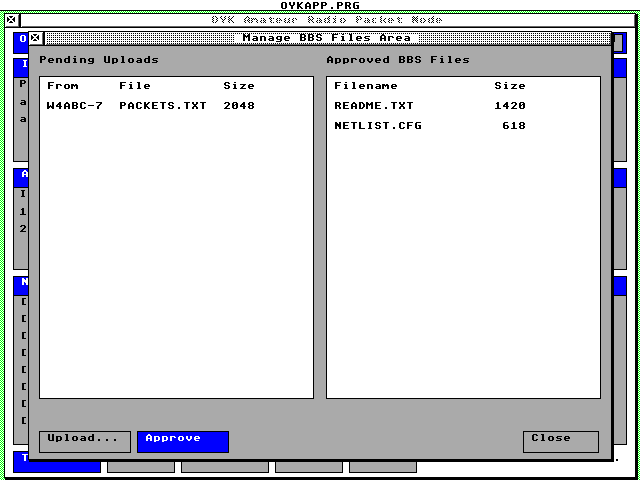 OYKAPP.PRG
OYK Amateur Radio Packet Node
Manage BBS Files Area
Pending Uploads
From File Size
W4ABC-7 PACKETS.TXT 2048
Approved BBS Files
Filename Size
README.TXT 1420
NETLIST.CFG 618
Upload... Approve Close